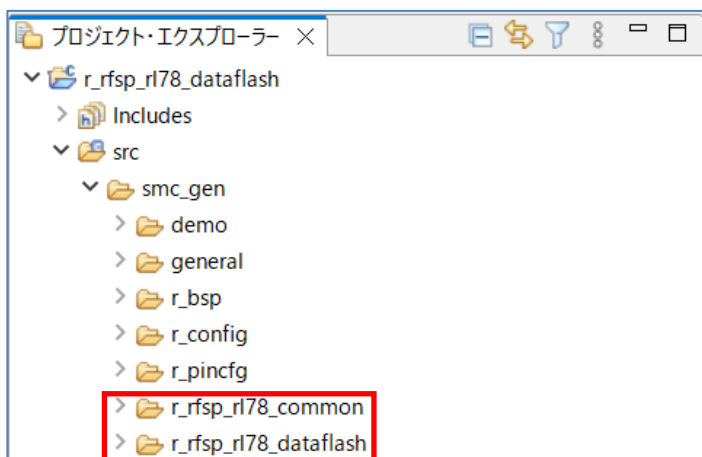 プロジェクト・エクスプローラー
r_rfsp_rl78_dataflash
Includes
src
smc_gen
demo
general
r_bsp
r_config
r_pincfg
r_rfsp_rl78_common
r_rfsp_rl78_dataflash